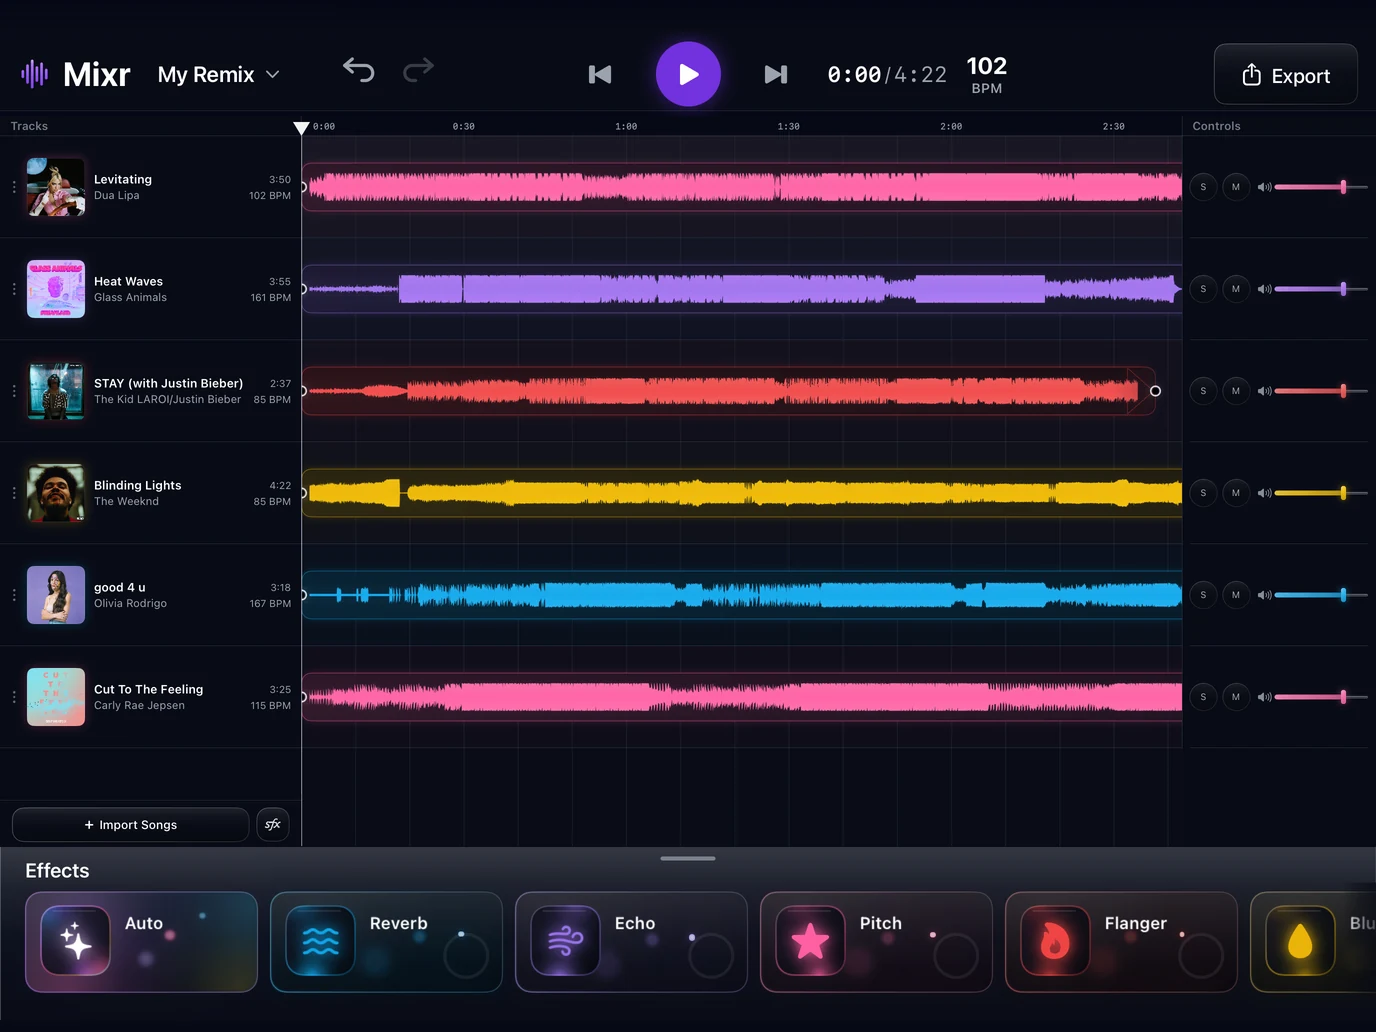 Mixr
My Remix
0:00/4:22
102
BPM
Export
Tracks
0:00 0:30 1:00 1:30 2:00 2:30
Controls
Levitating 3:50
Dua Lipa 102 BPM
S M
GLASS ANIMALS
Heat Waves 3:55
Glass Animals 161 BPM
S M
STAY (with Justin Bieber) 2:37
The Kid LAROI/Justin Bieber 85 BPM
S M
Blinding Lights 4:22
The Weeknd 85 BPM
S M
good 4 u 3:18
Olivia Rodrigo 167 BPM
S M
CUT
Cut To The Feeling 3:25
Carly Rae Jepsen 115 BPM
S M
+ Import Songs
sfx
Effects
Auto
Reverb
Echo
Pitch
Flanger
Blu